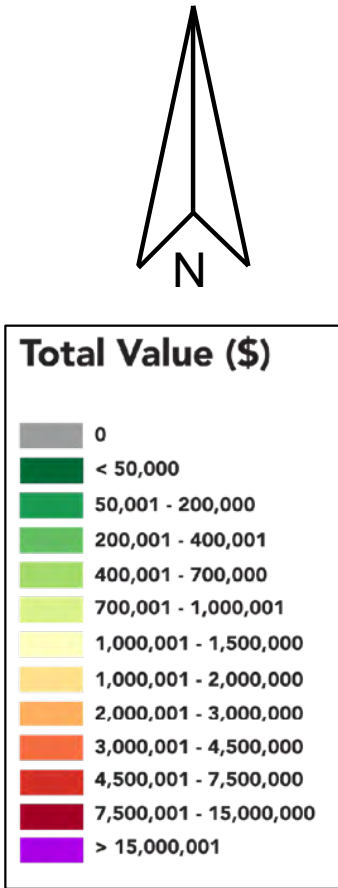 N
Total Value ($)
0
< 50,000
50,001 - 200,000
200,001 - 400,001
400,001 - 700,000
700,001 - 1,000,001
1,000,001 - 1,500,000
1,000,001 - 2,000,000
2,000,001 - 3,000,000
3,000,001 - 4,500,000
4,500,001 - 7,500,000
7,500,001 - 15,000,000
> 15,000,001